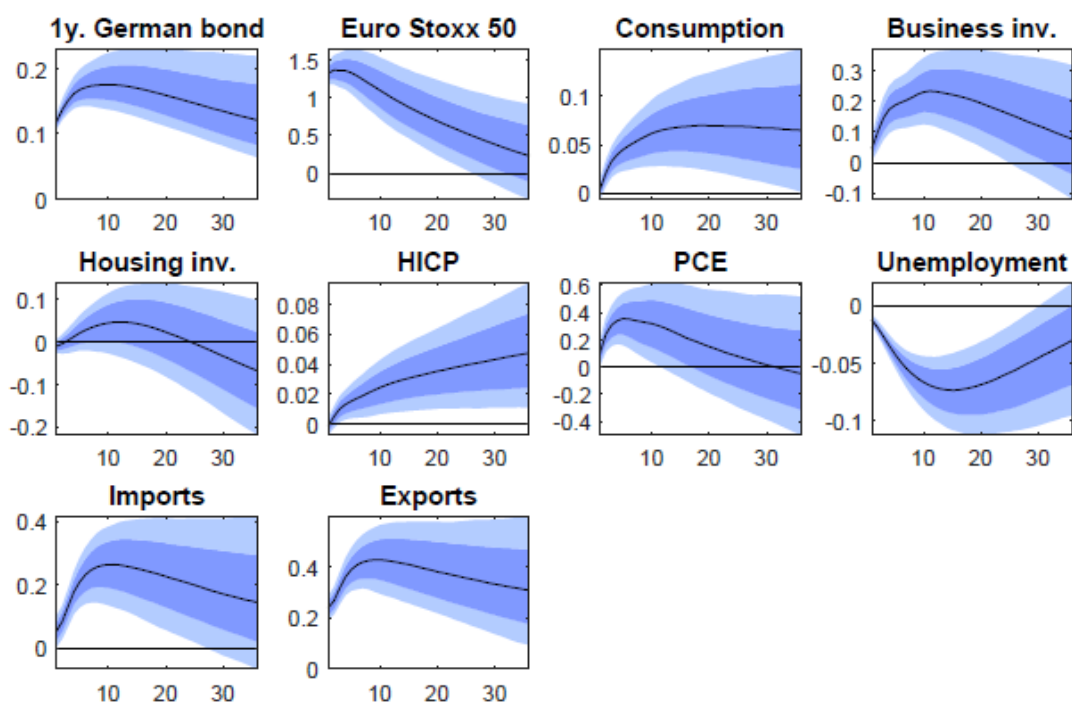 1y. German bond Euro Stoxx 50 Consumption Business inv.
0.2 1.5 0.1 0.3
0.1 1 0.05 0.2
0 0.5 0 0.1
0 0
-0.1
10 20 30 10 20 30 10 20 30 10 20 30
Housing inv. HICP PCE Unemployment
0.1 0.08 0.6 0
0 0.06 0.4 -0.05
-0.1 0.04 0.2 -0.1
-0.2 0.02 0
0 -0.2
-0.4
10 20 30 10 20 30 10 20 30 10 20 30
Imports Exports
0.4 0.4
0.2 0.2
0 0
10 20 30 10 20 30